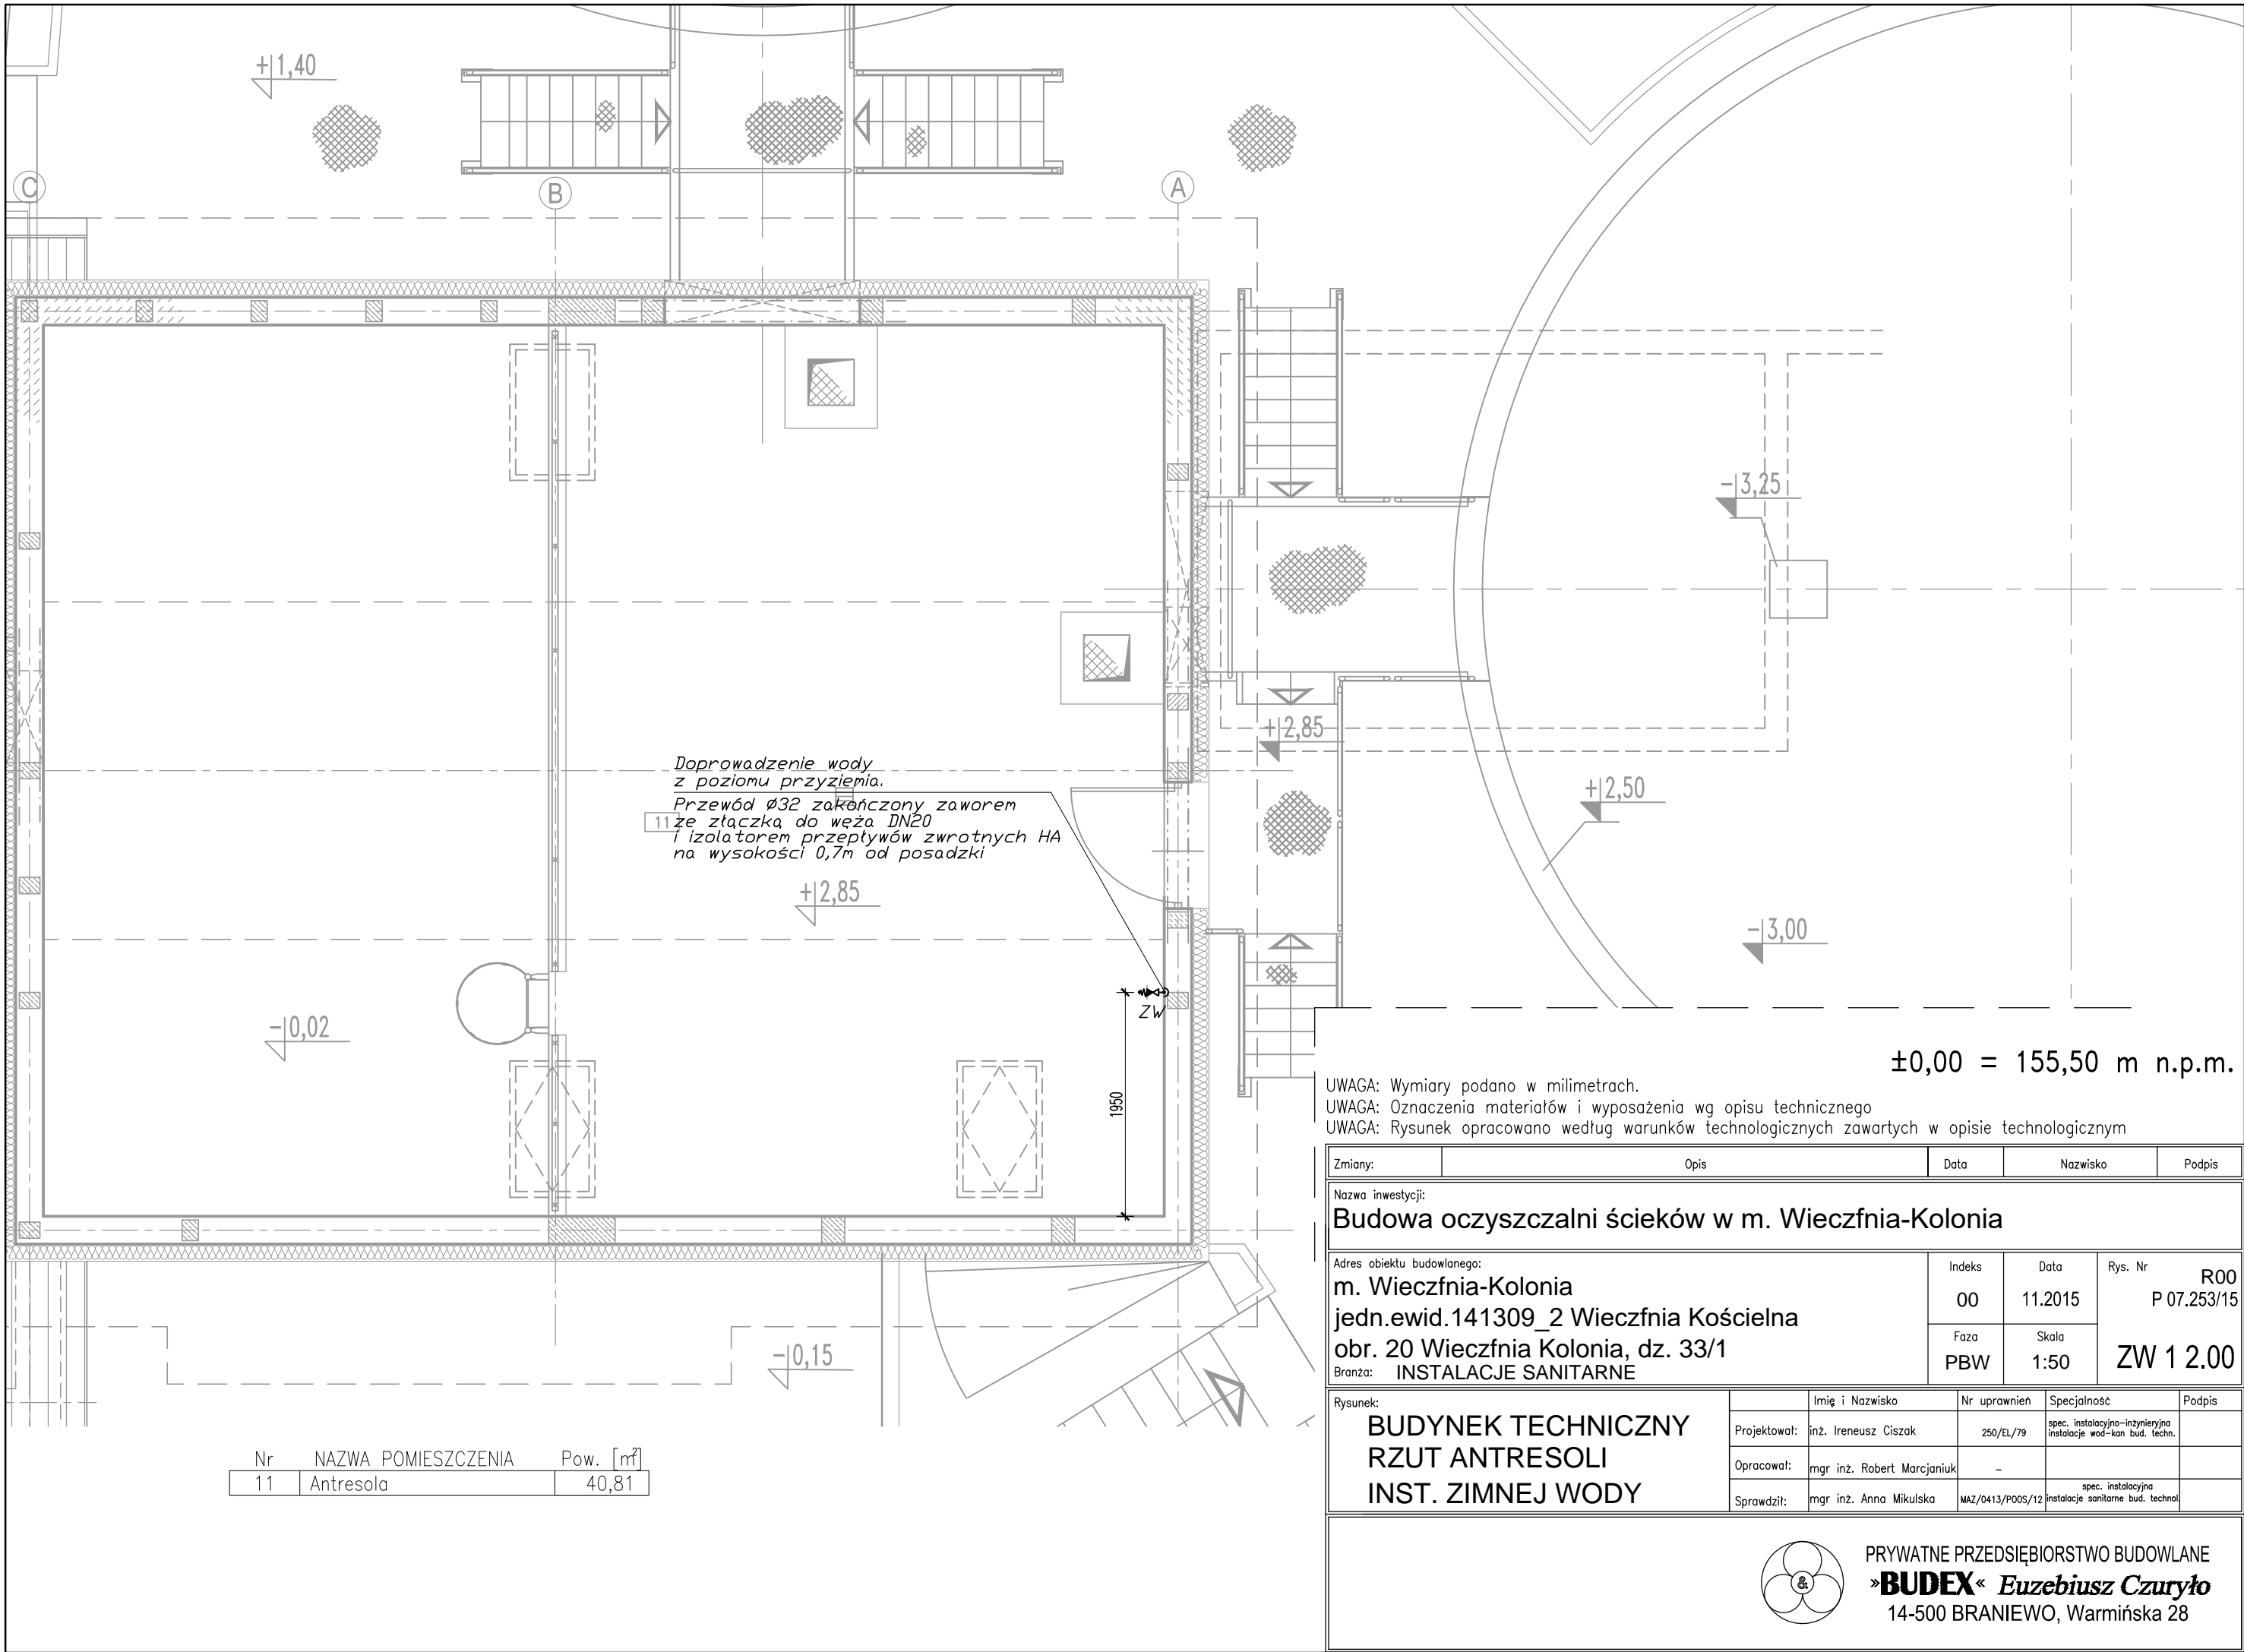 +1,40
C
B
A
-3,25
+2,85
Doprowadzenie wody
z poziomu przyziemia.
Przewód Ø32 zakończony zaworem
ze złączką do węża DN20
i izolatorem przepływów zwrotnych HA
na wysokości 0,7m od posadzki
11
+2,50
+2,85
-3,00
ZW
-0,02
1950
-0,15
±0,00 = 155,50 m n.p.m.
UWAGA: Wymiary podano w milimetrach.
UWAGA: Oznaczenia materiałów i wyposażenia wg opisu technicznego
UWAGA: Rysunek opracowano według warunków technologicznych zawartych w opisie technologicznym
Zmiany: Opis Data Nazwisko Podpis
Nazwa inwestycji:
Budowa oczyszczalni ścieków w m. Wieczfnia-Kolonia
Adres obiektu budowlanego:
m. Wieczfnia-Kolonia
jedn.ewid.141309_2 Wieczfnia Kościelna
obr. 20 Wieczfnia Kolonia, dz. 33/1
Branża: INSTALACJE SANITARNE
Indeks Data Rys. Nr R00
00 11.2015 P 07.253/15
Faza Skala
PBW 1:50 ZW 1 2.00
Rysunek:
BUDYNEK TECHNICZNY
RZUT ANTRESOLI
INST. ZIMNEJ WODY
Imię i Nazwisko Nr uprawnień Specjalność Podpis
Projektował: inż. Ireneusz Ciszak 250/EL/79 spec. instalacyjno-inżynieryjna
instalacje wod-kan bud. techn.
Opracował: mgr inż. Robert Marcjaniuk -
Sprawdził: mgr inż. Anna Mikulska MAZ/0413/POOS/12 spec. instalacyjna
instalacje sanitarne bud. technol.
Nr NAZWA POMIESZCZENIA Pow. [m²]
11 Antresola 40,81
&
PRYWATNE PRZEDSIĘBIORSTWO BUDOWLANE
»BUDEX« Euzebiusz Czuryło
14-500 BRANIEWO, Warmińska 28